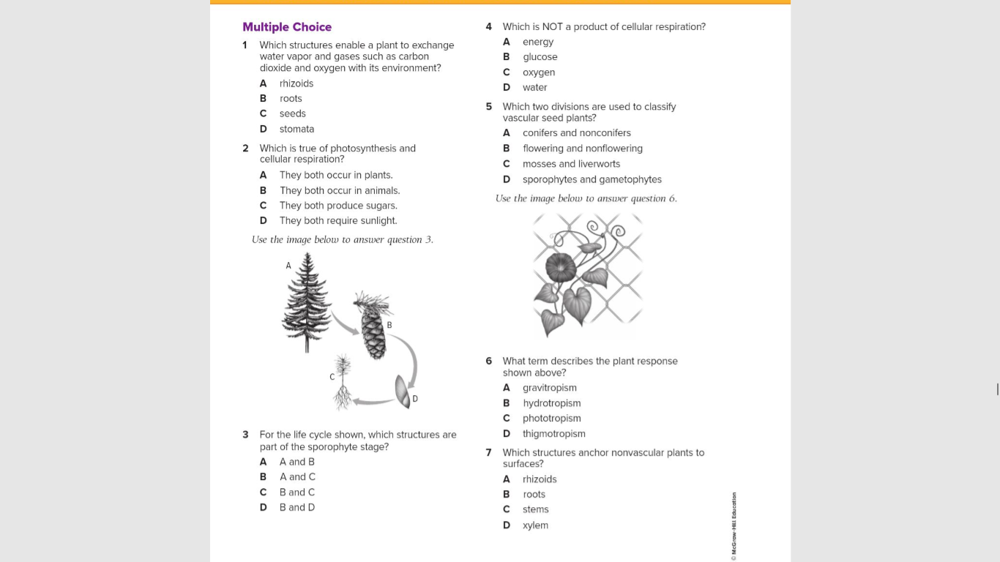 Multiple Choice
1 Which structures enable a plant to exchange
water vapor and gases such as carbon
dioxide and oxygen with its environment?
A rhizoids
B roots
C seeds
D stomata
2 Which is true of photosynthesis and
cellular respiration?
A They both occur in plants.
B They both occur in animals.
C They both produce sugars.
D They both require sunlight.
Use the image below to answer question 3.
A
B
C
D
3 For the life cycle shown, which structures are
part of the sporophyte stage?
A A and B
B A and C
C B and C
D B and D
4 Which is NOT a product of cellular respiration?
A energy
B glucose
C oxygen
D water
5 Which two divisions are used to classify
vascular seed plants?
A conifers and nonconifers
B flowering and nonflowering
C mosses and liverworts
D sporophytes and gametophytes
Use the image below to answer question 6.
6 What term describes the plant response
shown above?
A gravitropism
B hydrotropism
C phototropism
D thigmotropism
7 Which structures anchor nonvascular plants to
surfaces?
A rhizoids
B roots
C stems
D xylem
© McGraw-Hill Education